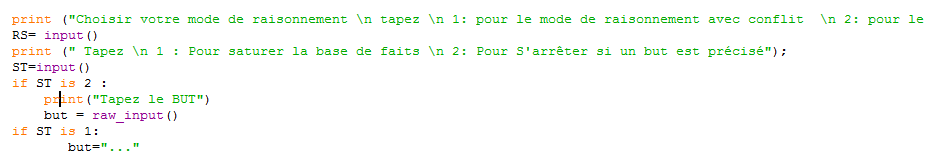 print ("Choisir votre mode de raisonnement \n tapez \n 1: pour le mode de raisonnement avec conflit  \n 2: pour le
RS= input()
print (" Tapez \n 1 : Pour saturer la base de faits \n 2: Pour S'arrêter si un but est précisé");
ST=input()
if ST is 2 :
    print("Tapez le BUT")
    but = raw_input()
if ST is 1:
       but="..."